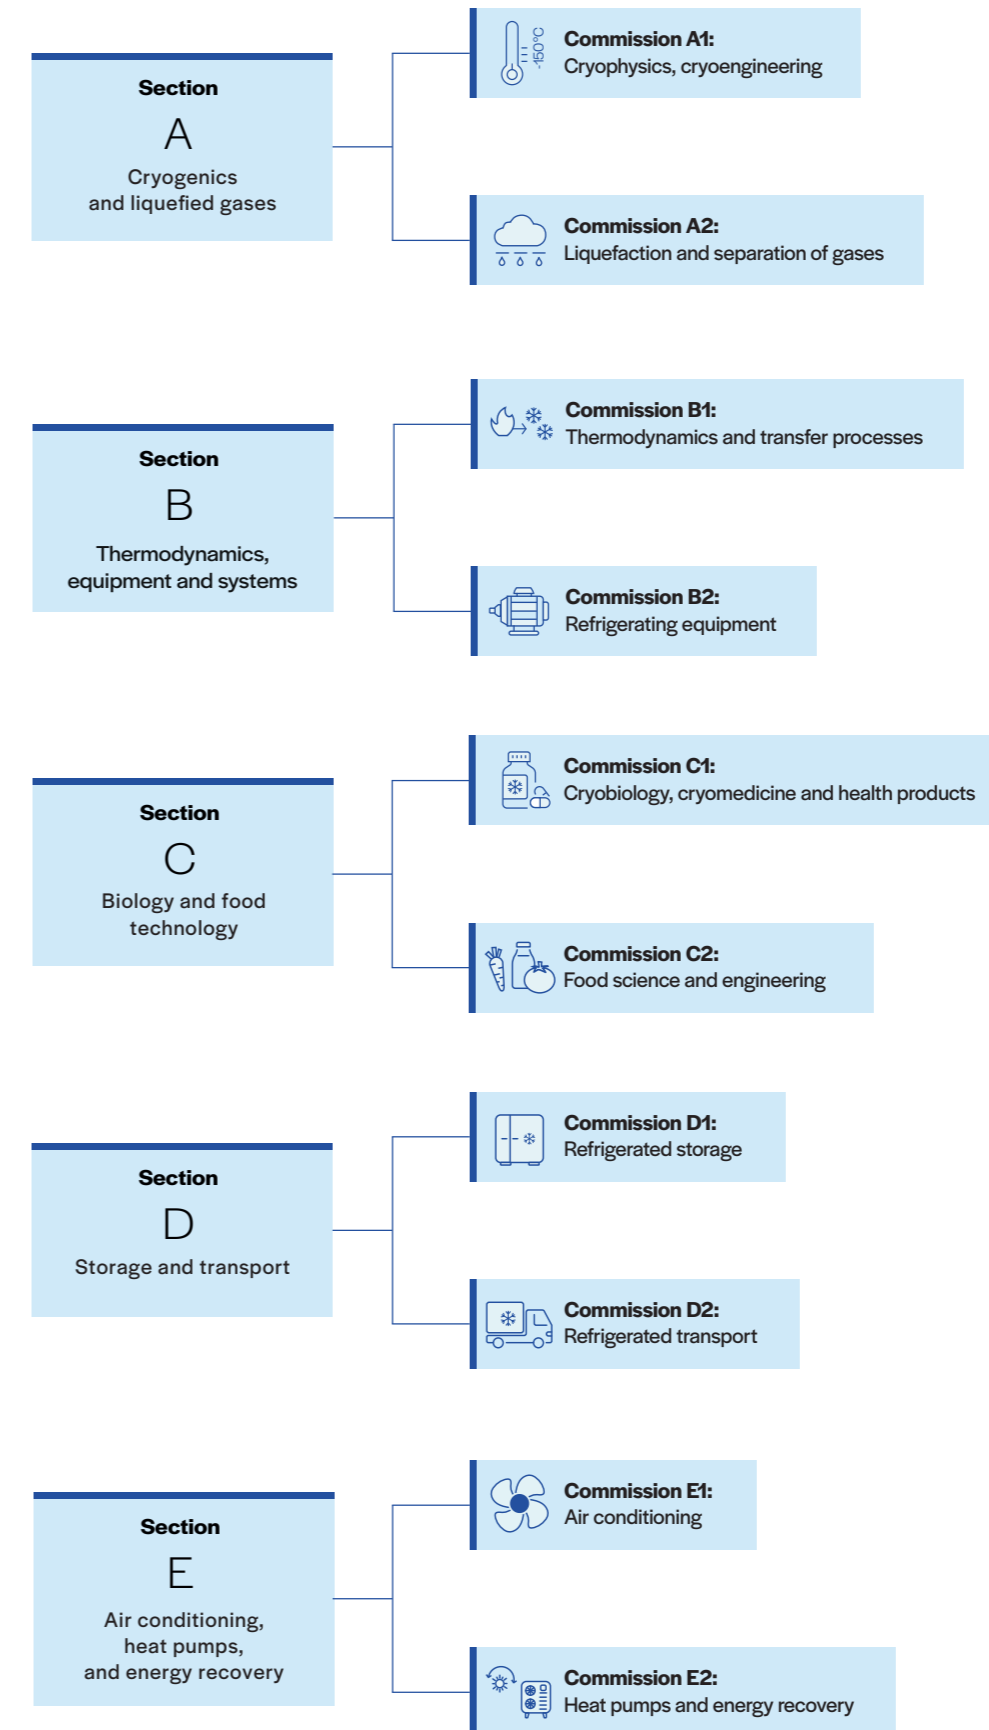 Section
A
Cryogenics
and liquefied gases
-150°C
Commission A1:
Cryophysics, cryoengineering
Commission A2:
Liquefaction and separation of gases
Section
B
Thermodynamics,
equipment and systems
Commission B1:
Thermodynamics and transfer processes
Commission B2:
Refrigerating equipment
Section
C
Biology and food
technology
Commission C1:
Cryobiology, cryomedicine and health products
Commission C2:
Food science and engineering
Section
D
Storage and transport
Commission D1:
Refrigerated storage
Commission D2:
Refrigerated transport
Section
E
Air conditioning,
heat pumps,
and energy recovery
Commission E1:
Air conditioning
Commission E2:
Heat pumps and energy recovery